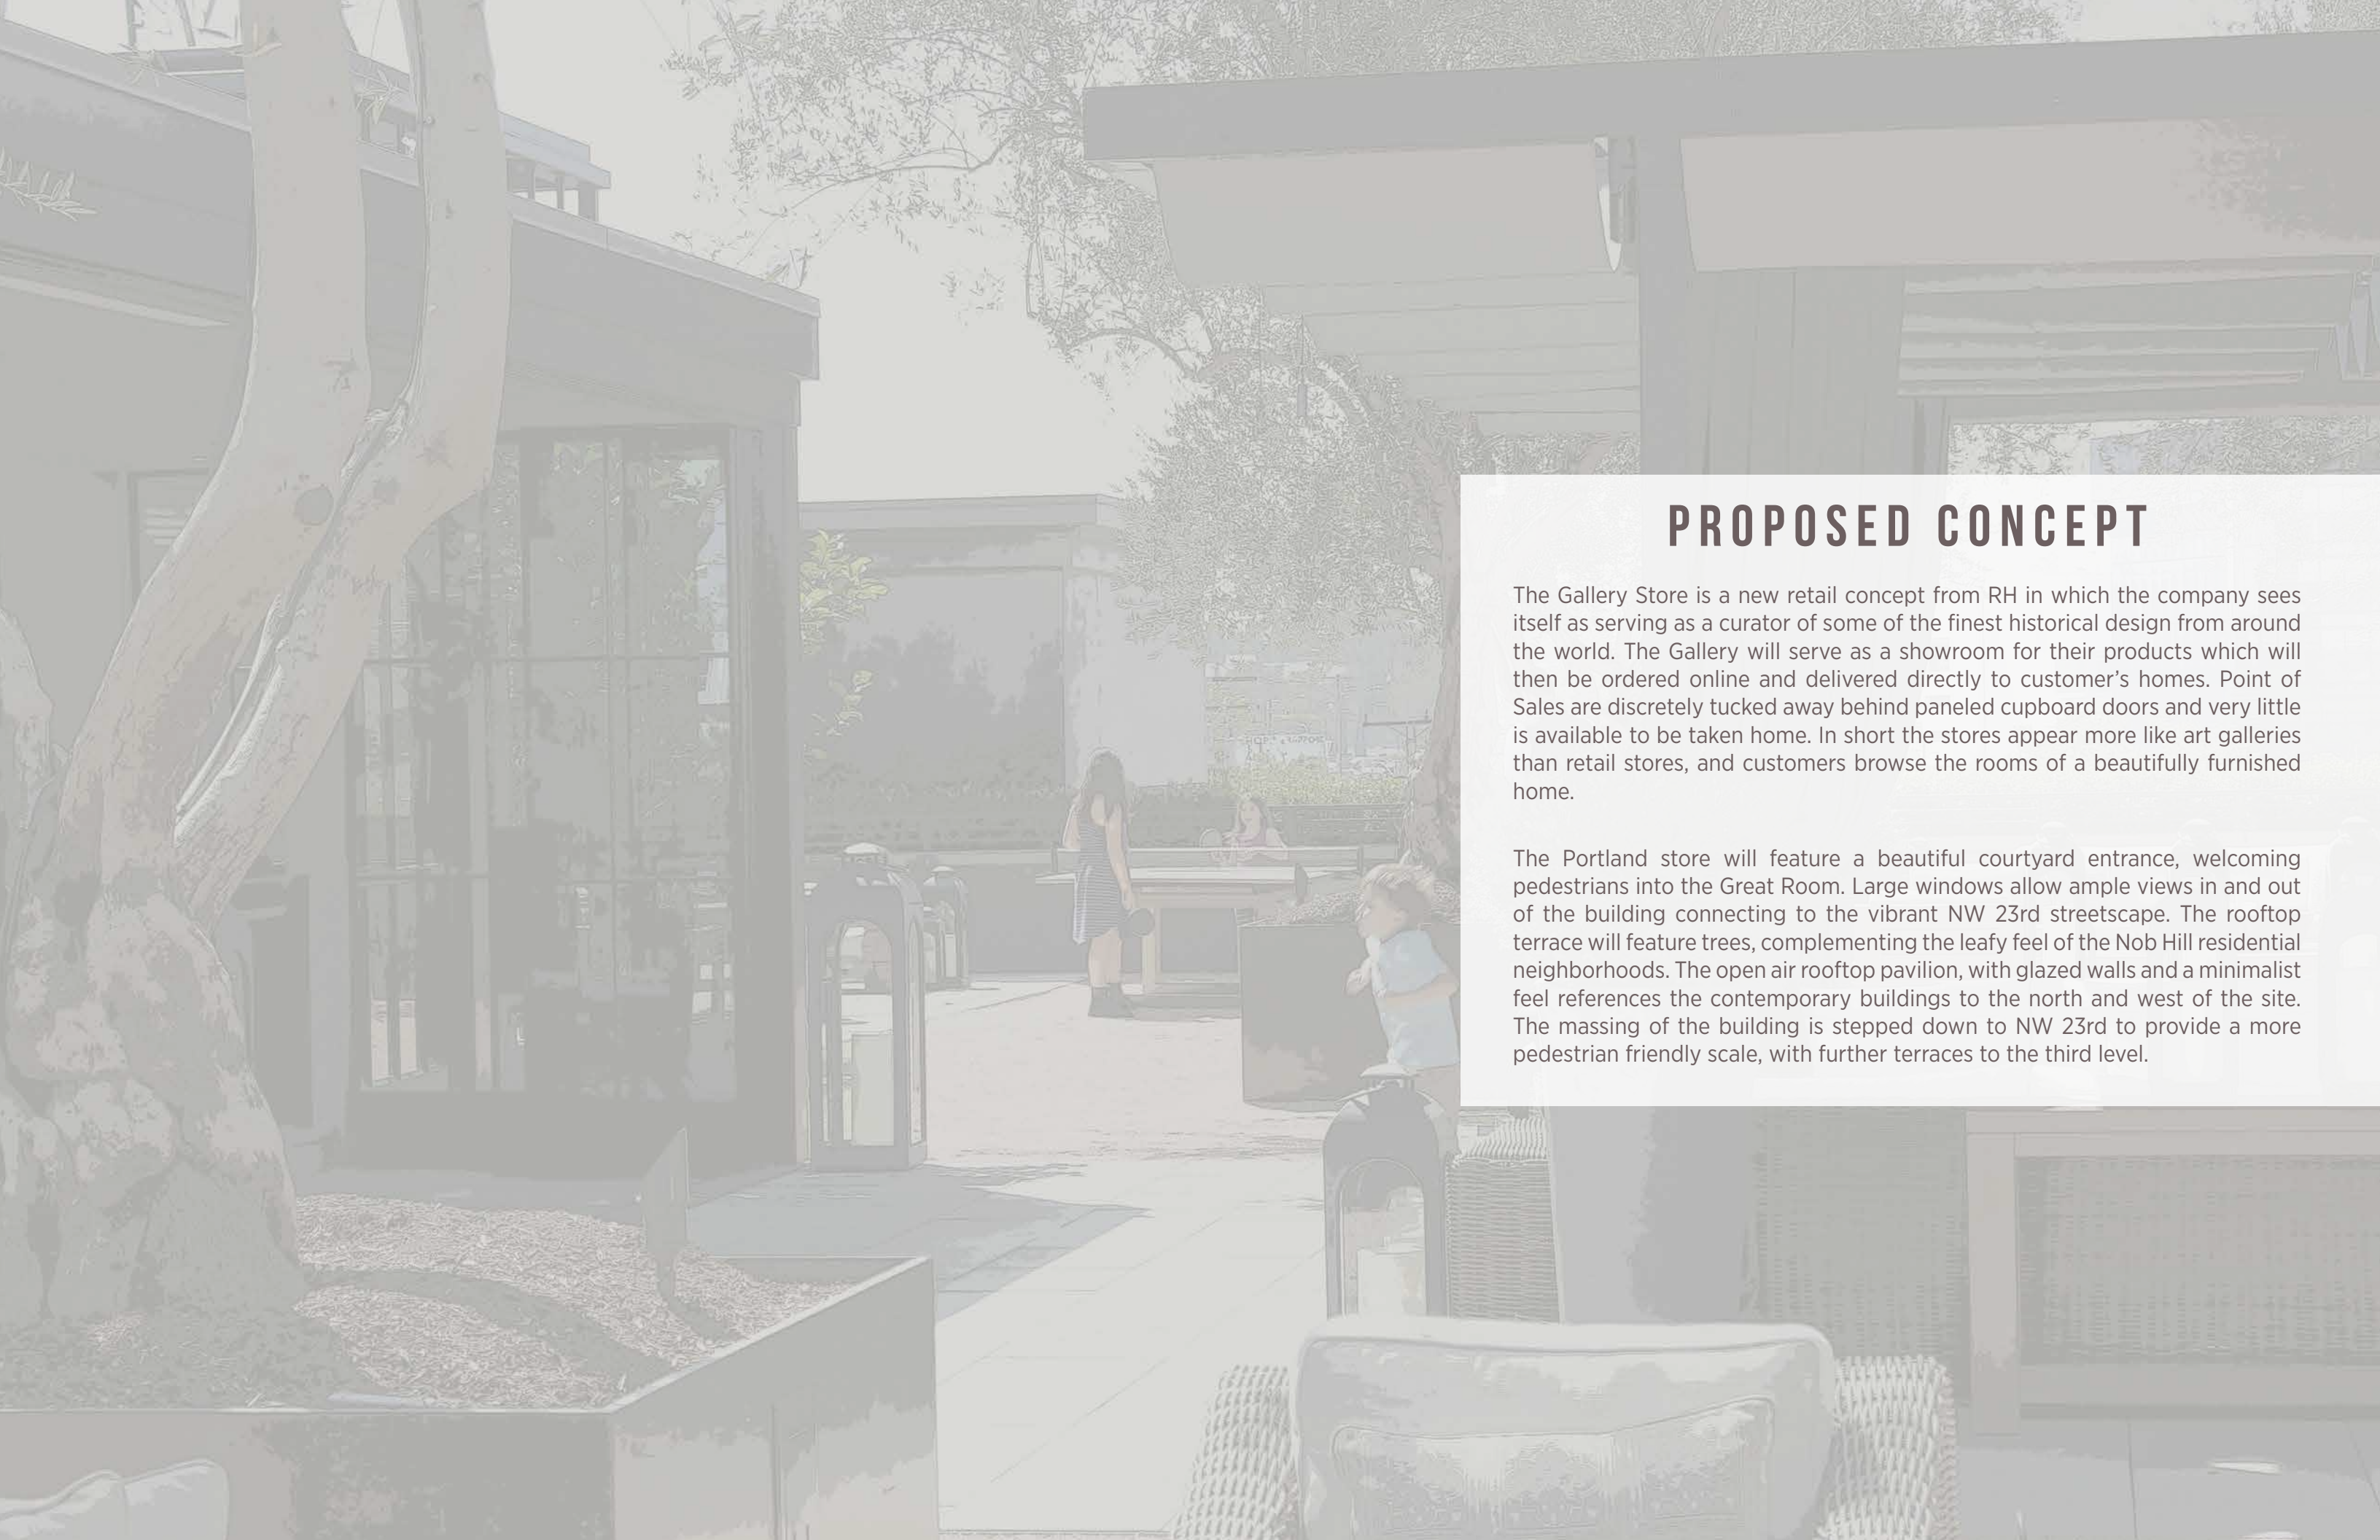 PROPOSED CONCEPT
The Gallery Store is a new retail concept from RH in which the company sees
itself as serving as a curator of some of the finest historical design from around
the world. The Gallery will serve as a showroom for their products which will
then be ordered online and delivered directly to customer’s homes. Point of
Sales are discretely tucked away behind paneled cupboard doors and very little
is available to be taken home. In short the stores appear more like art galleries
than retail stores, and customers browse the rooms of a beautifully furnished
home.
The Portland store will feature a beautiful courtyard entrance, welcoming
pedestrians into the Great Room. Large windows allow ample views in and out
of the building connecting to the vibrant NW 23rd streetscape. The rooftop
terrace will feature trees, complementing the leafy feel of the Nob Hill residential
neighborhoods. The open air rooftop pavilion, with glazed walls and a minimalist
feel references the contemporary buildings to the north and west of the site.
The massing of the building is stepped down to NW 23rd to provide a more
pedestrian friendly scale, with further terraces to the third level.